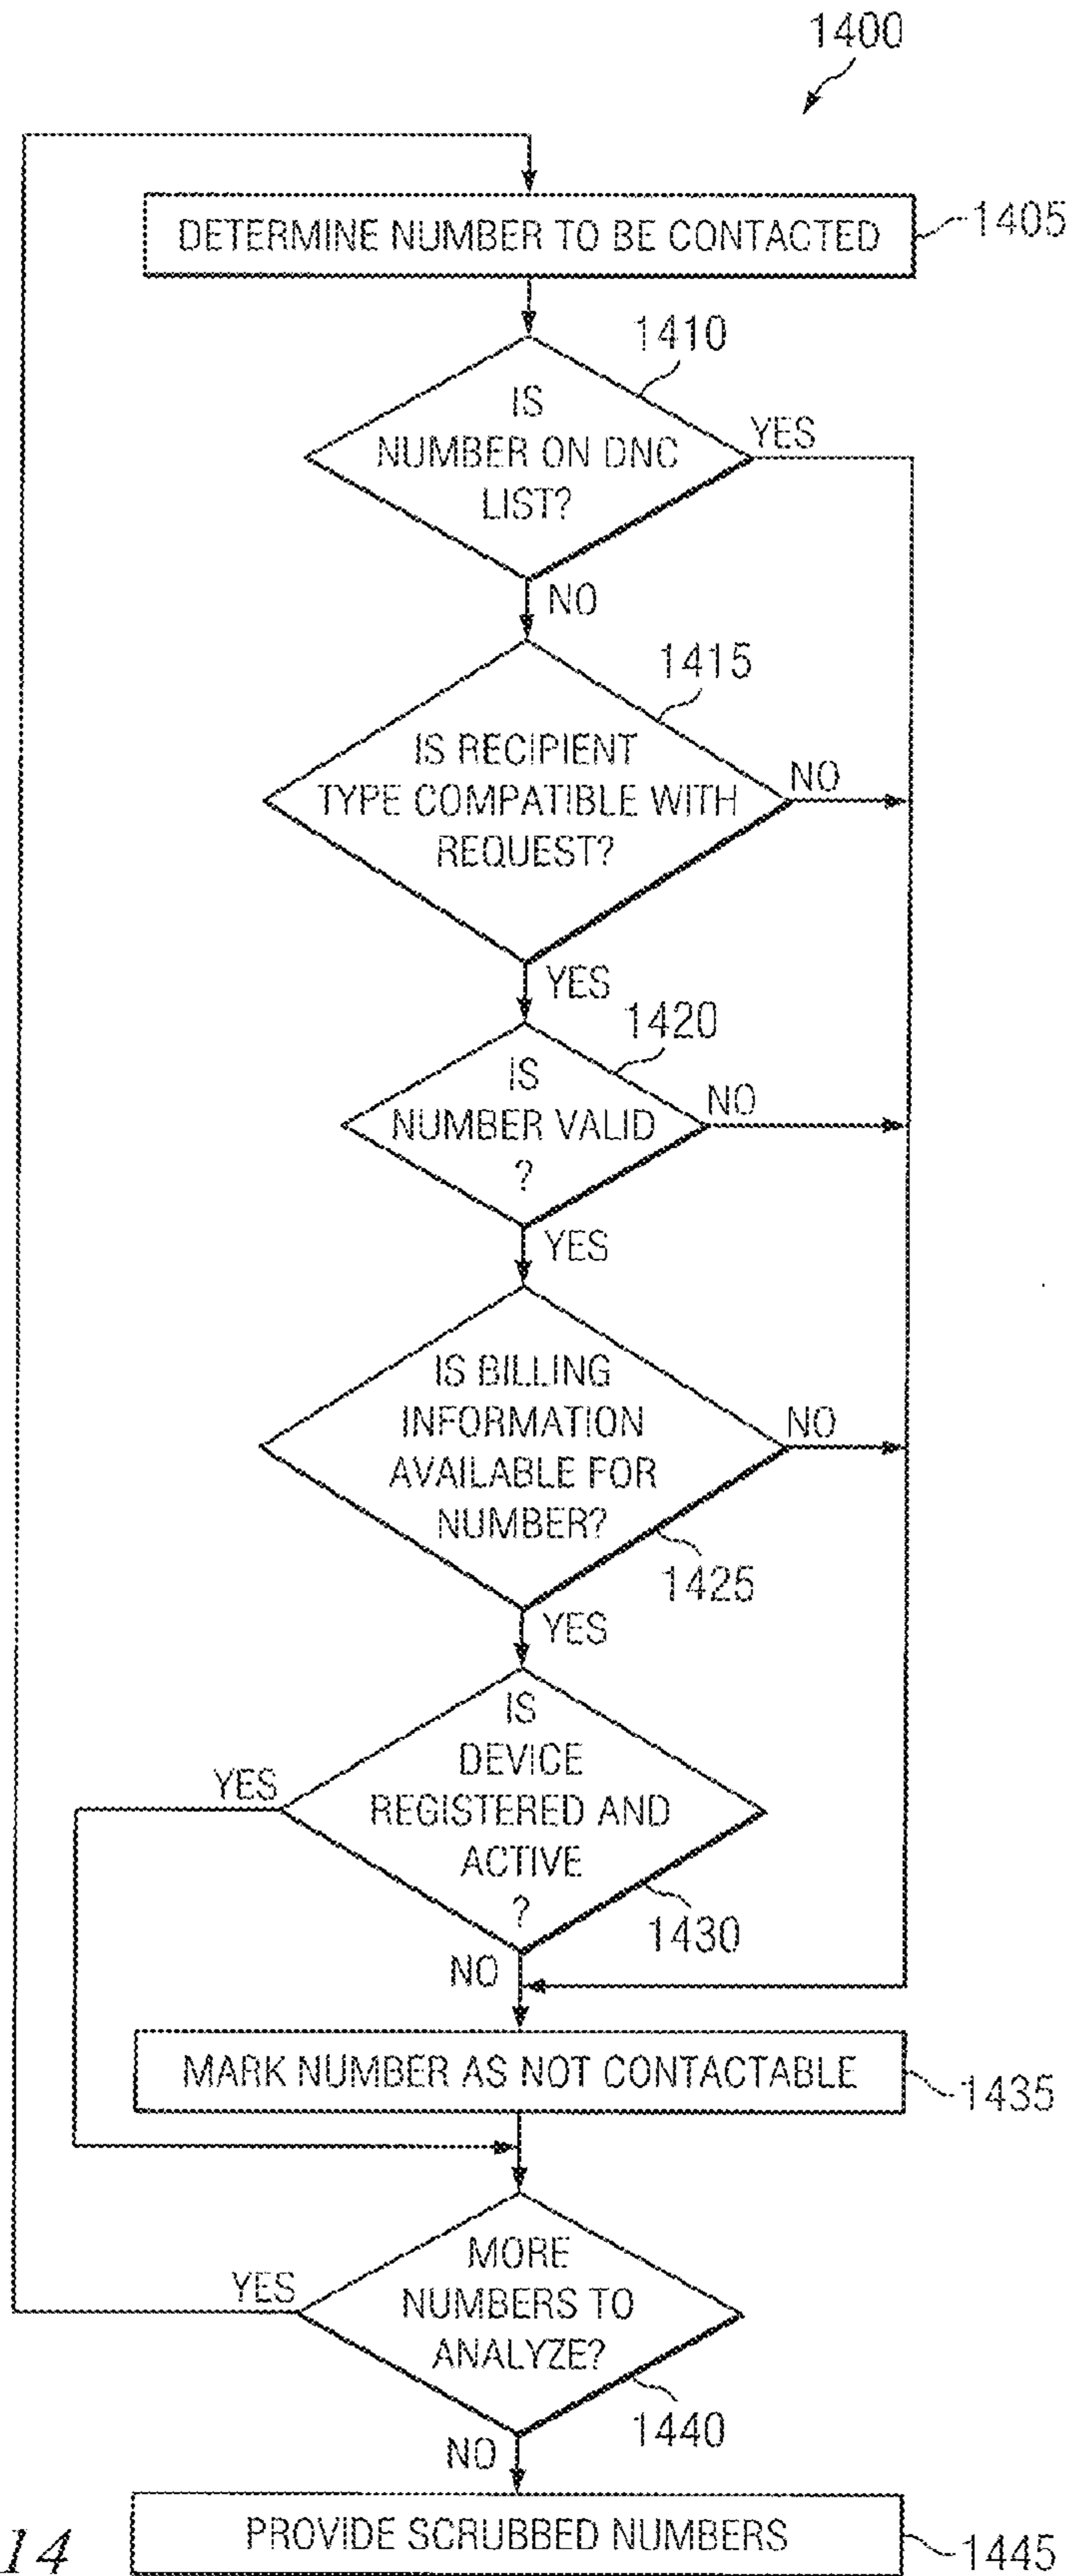 1400
DETERMINE NUMBER TO BE CONTACTED
1405
1410
IS
NUMBER ON DNC
LIST?
YES
NO
1415
IS RECIPIENT
TYPE COMPATIBLE WITH
REQUEST?
NO
YES
1420
IS
NUMBER VALID
?
NO
YES
IS BILLING
INFORMATION
AVAILABLE FOR
NUMBER?
NO
1425
YES
IS
DEVICE
REGISTERED AND
ACTIVE
?
YES
1430
NO
MARK NUMBER AS NOT CONTACTABLE
1435
MORE
NUMBERS TO
ANALYZE?
YES
1440
NO
PROVIDE SCRUBBED NUMBERS
1445
14